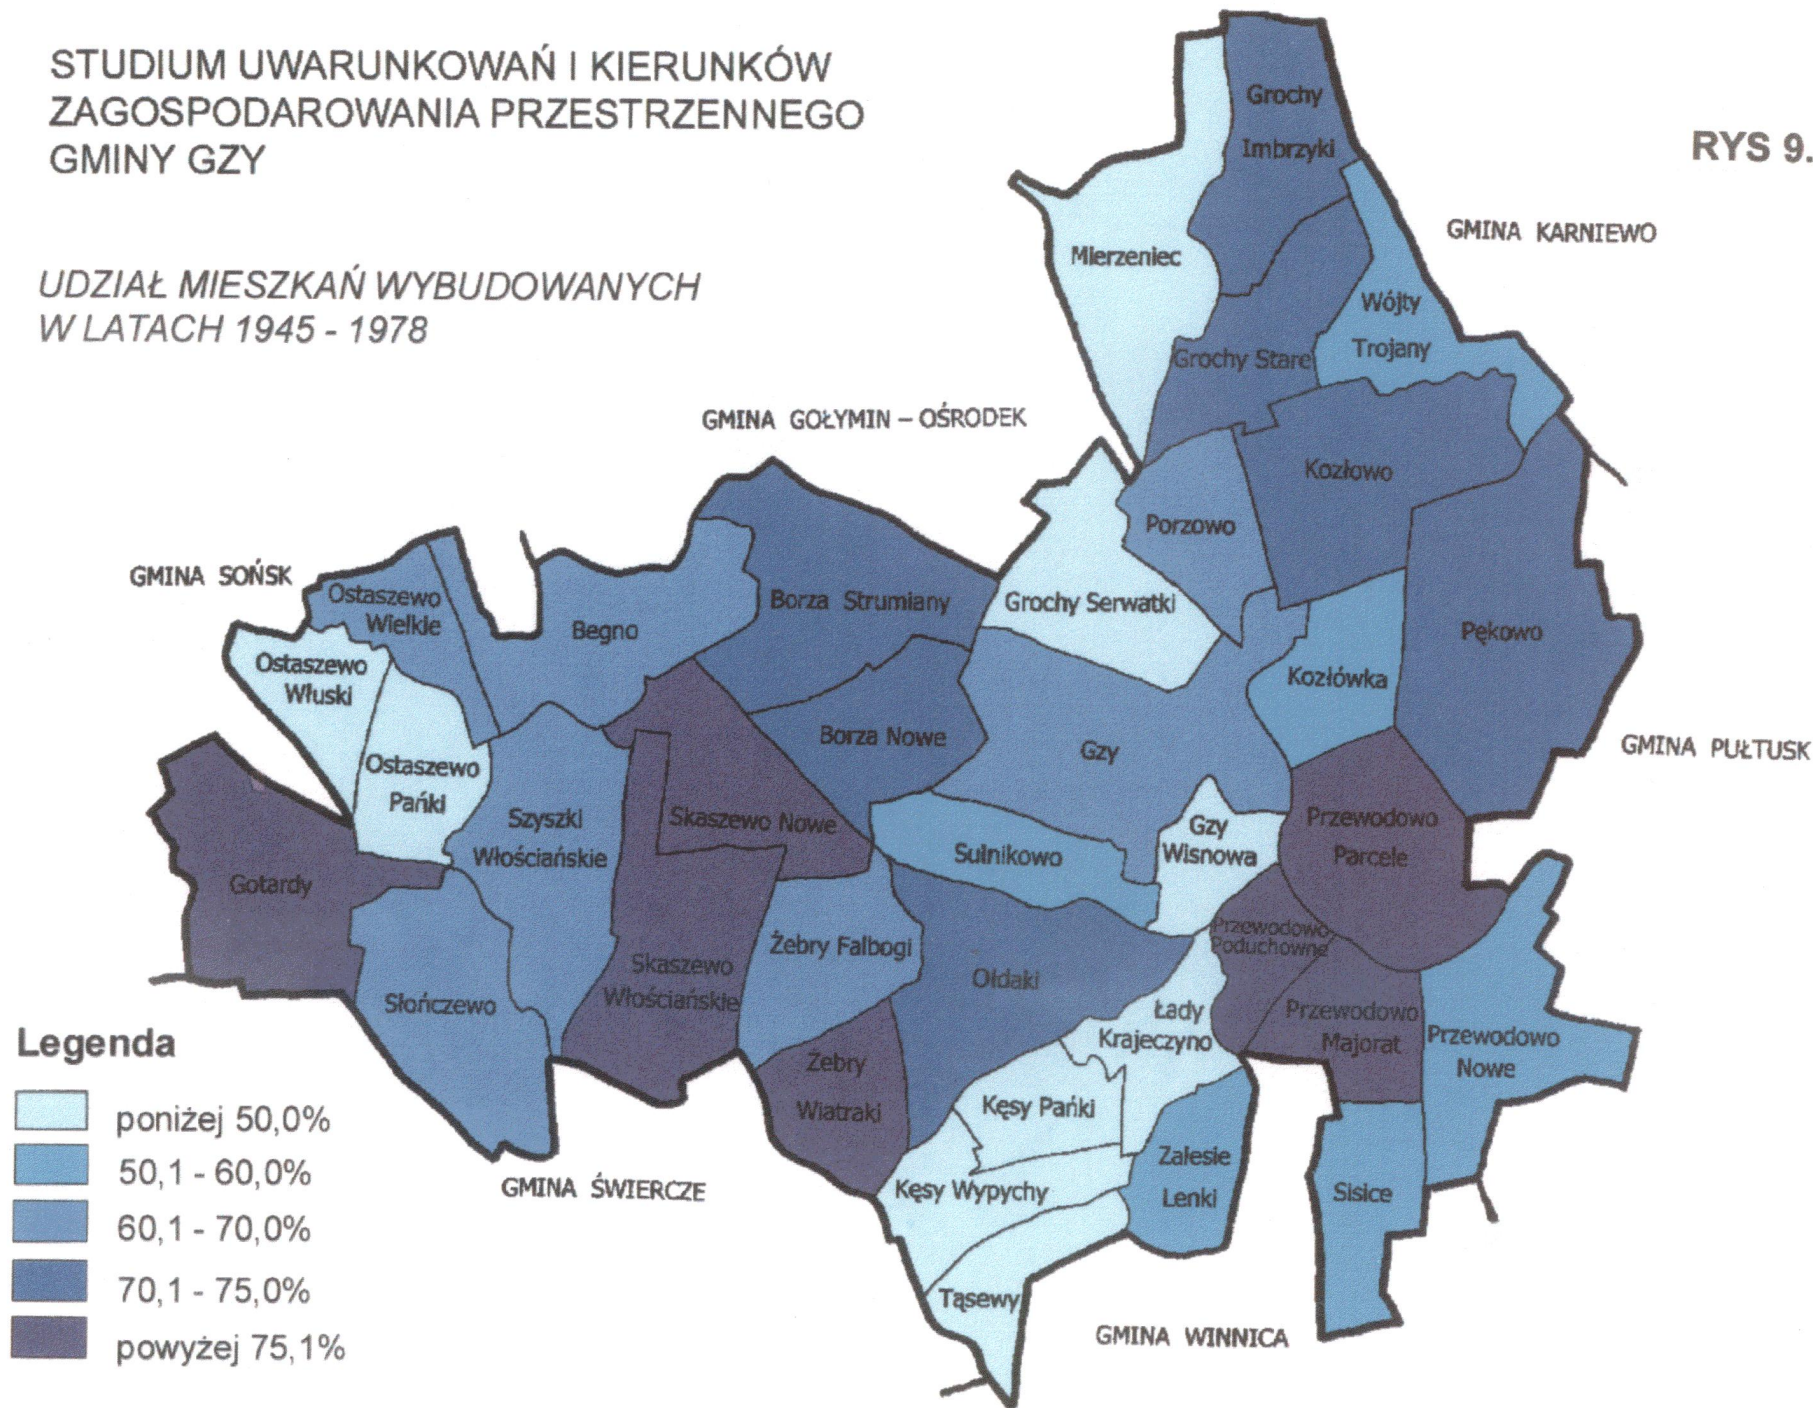 STUDIUM UWARUNKOWAŃ I KIERUNKÓW
ZAGOSPODAROWANIA PRZESTRZENNEGO
GMINY GZY
RYS 9.
UDZIAŁ MIESZKAŃ WYBUDOWANYCH
W LATACH 1945 - 1978
Grochy
Imbrzyki
GMINA KARNIEWO
Mierzeniec
Wójty
Trojany
Grochy Stare
GMINA GOŁYMIN – OŚRODEK
Kozłowo
Porzowo
GMINA SOŃSK
Ostaszewo
Wielkie
Begno
Borza Strumiany
Grochy Serwatki
Pękowo
Ostaszewo
Włuski
Kozłówka
Borza Nowe
Gzy
GMINA PUŁTUSK
Ostaszewo
Pańki
Szyszki
Włościańskie
Skaszewo Nowe
Sulnikowo
Gzy
Wisnowa
Przewodowo
Parcele
Gotardy
Żebry Falbogi
Przewodowo
Poduchowne
Skaszewo
Włościańskie
Ołdaki
Słończewo
Łady
Krajeczyno
Przewodowo
Majorat
Przewodowo
Nowe
Żebry
Wiatraki
Kęsy Pańki
Zalesie
Lenki
Kęsy Wypychy
Sisice
GMINA ŚWIERCZE
Tąsewy
GMINA WINNICA
Legenda
poniżej 50,0%
50,1 - 60,0%
60,1 - 70,0%
70,1 - 75,0%
powyżej 75,1%